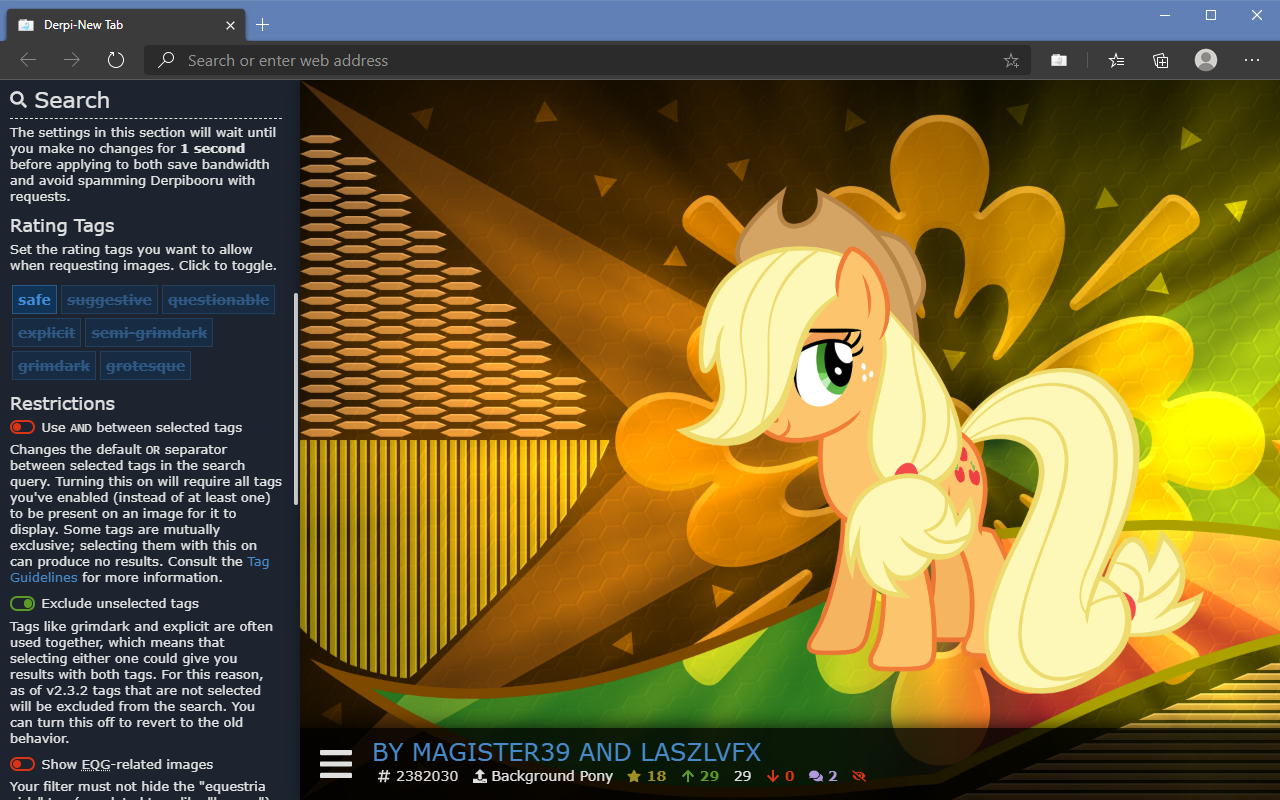 Derpi-New Tab
Search or enter web address
Search
The settings in this section will wait until
you make no changes for 1 second
before applying to both save bandwidth
and avoid spamming Derpibooru with
requests.
Rating Tags
Set the rating tags you want to allow
when requesting images. Click to toggle.
safe suggestive questionable
explicit semi-grimdark
grimdark grotesque
Restrictions
Use AND between selected tags
Changes the default OR separator
between selected tags in the search
query. Turning this on will require all tags
you've enabled (instead of at least one)
to be present on an image for it to
display. Some tags are mutually
exclusive; selecting them with this on
can produce no results. Consult the Tag
Guidelines for more information.
Exclude unselected tags
Tags like grimdark and explicit are often
used together, which means that
selecting either one could give you
results with both tags. For this reason,
as of v2.3.2 tags that are not selected
will be excluded from the search. You
can turn this off to revert to the old
behavior.
Show EQG-related images
Your filter must not hide the "equestria
BY MAGISTER39 AND LASZLVFX
# 2382030 Background Pony 18 29 29 0 2